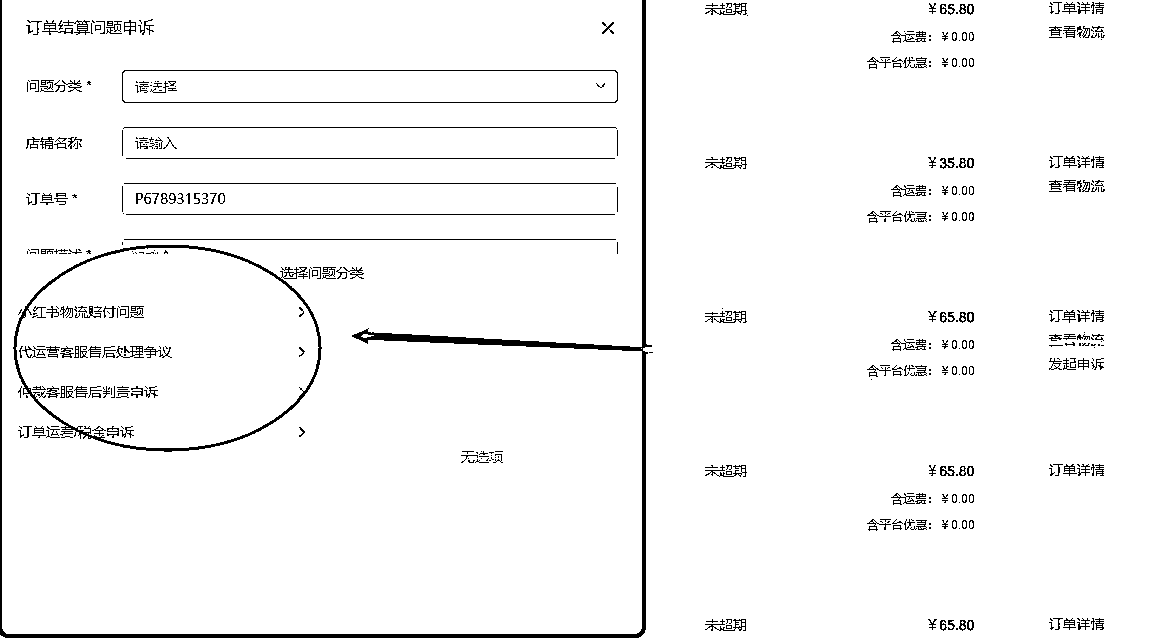 订单结算问题申诉
问题分类 *
请选择
店铺名称
请输入
订单号 *
P6789315370
问题描述 *
选择问题分类
小红书物流赔付问题
代运营客服售后处理争议
仲裁客服售后判责申诉
订单运费/税金申诉
无选项
未超期 ￥65.80 订单详情
含运费：￥0.00 查看物流
含平台优惠：￥0.00
未超期 ￥35.80 订单详情
含运费：￥0.00 查看物流
含平台优惠：￥0.00
未超期 ￥65.80 订单详情
含运费：￥0.00 查看物流
含平台优惠：￥0.00 发起申诉
未超期 ￥65.80 订单详情
含运费：￥0.00
含平台优惠：￥0.00
未超期 ￥65.80 订单详情